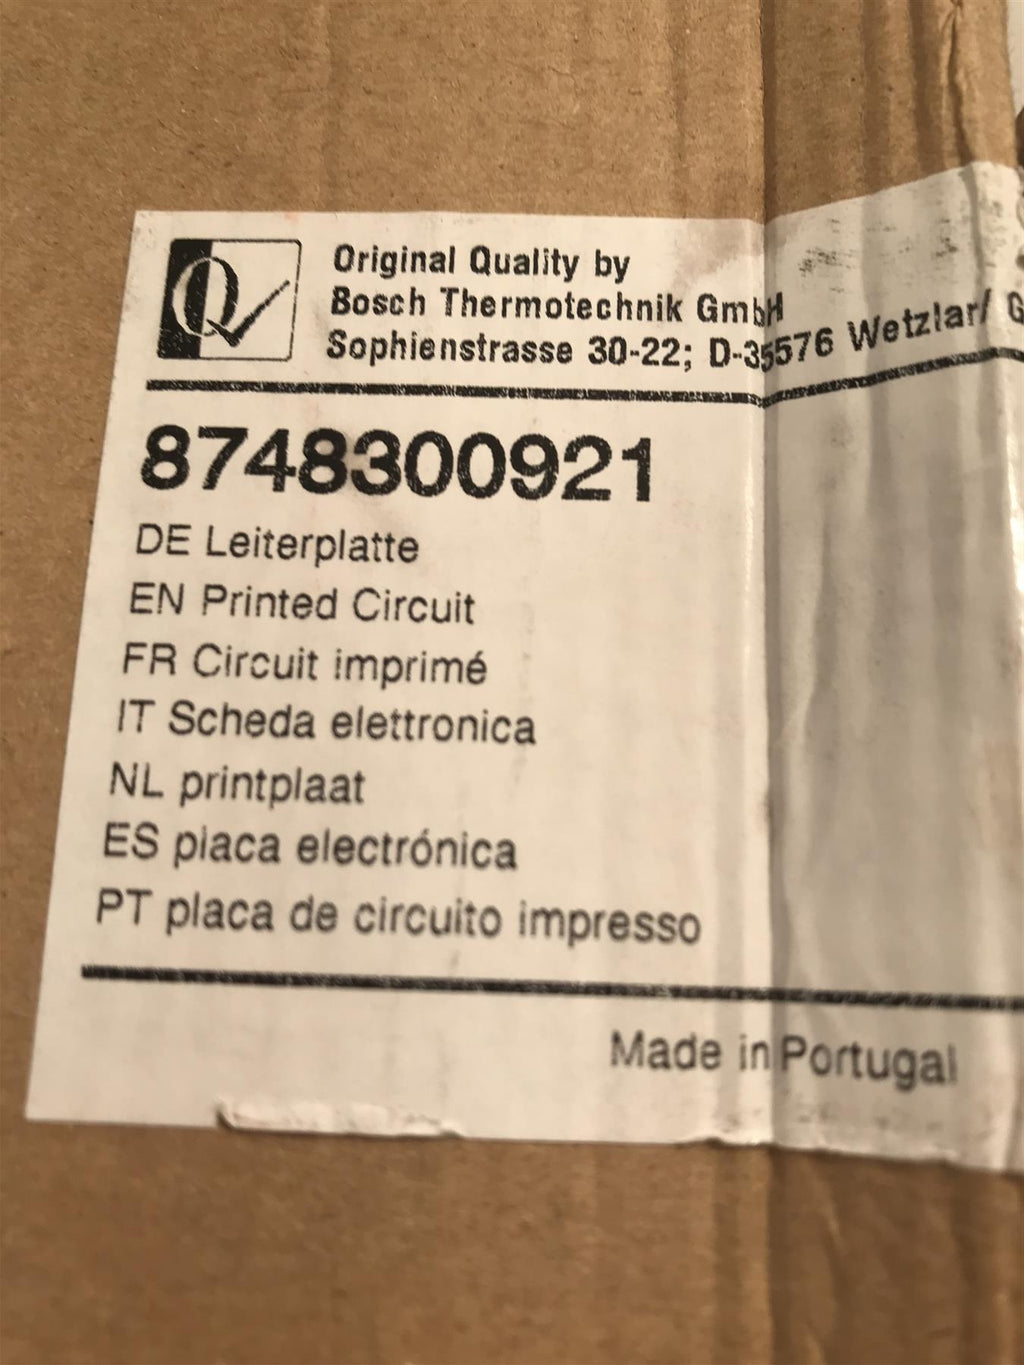 Q
Original Quality by
Bosch Thermotechnik GmbH
Sophienstrasse 30-22; D-35576 Wetzlar/ G
8748300921
DE Leiterplatte
EN Printed Circuit
FR Circuit imprimé
IT Scheda elettronica
NL printplaat
ES placa electrónica
PT placa de circuito impresso
Made in Portugal